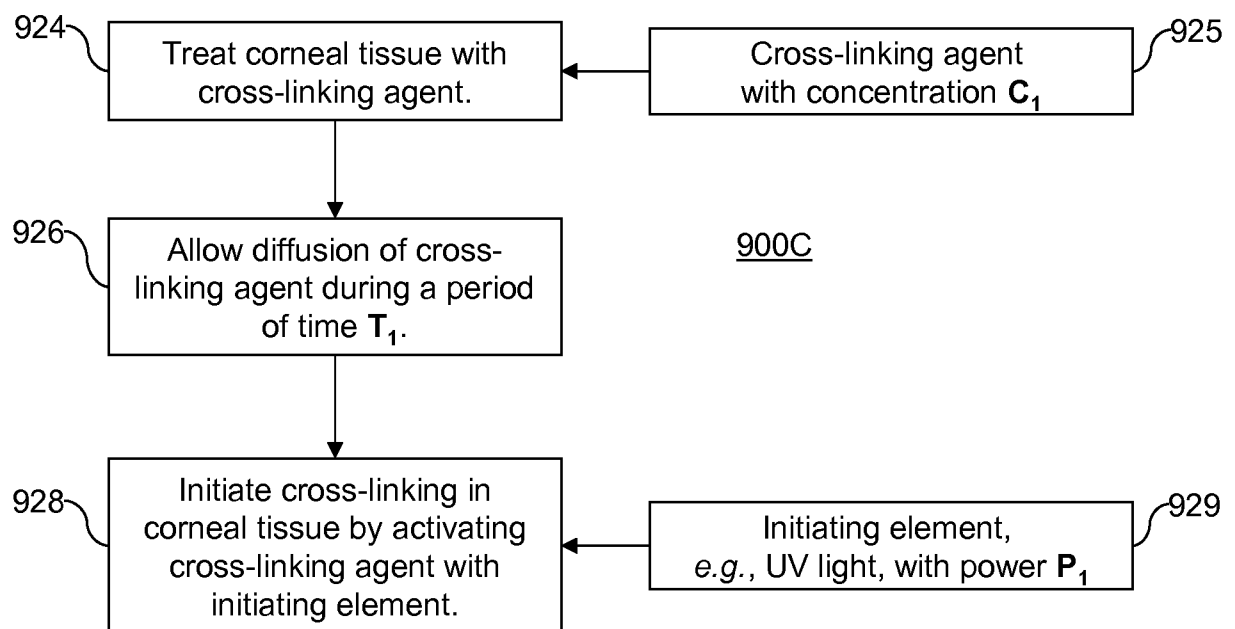 924
Treat corneal tissue with
cross-linking agent.
925
Cross-linking agent
with concentration C₁
926
Allow diffusion of cross-
linking agent during a period
of time T₁.
900C
928
Initiate cross-linking in
corneal tissue by activating
cross-linking agent with
initiating element.
929
Initiating element,
e.g., UV light, with power P₁